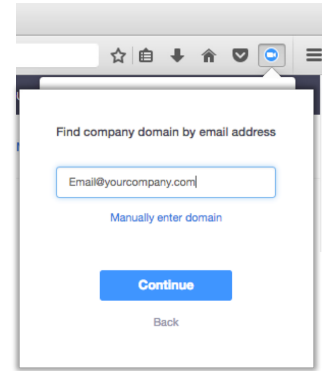 Find company domain by email address
Email@yourcompany.com
Manually enter domain
Continue
Back